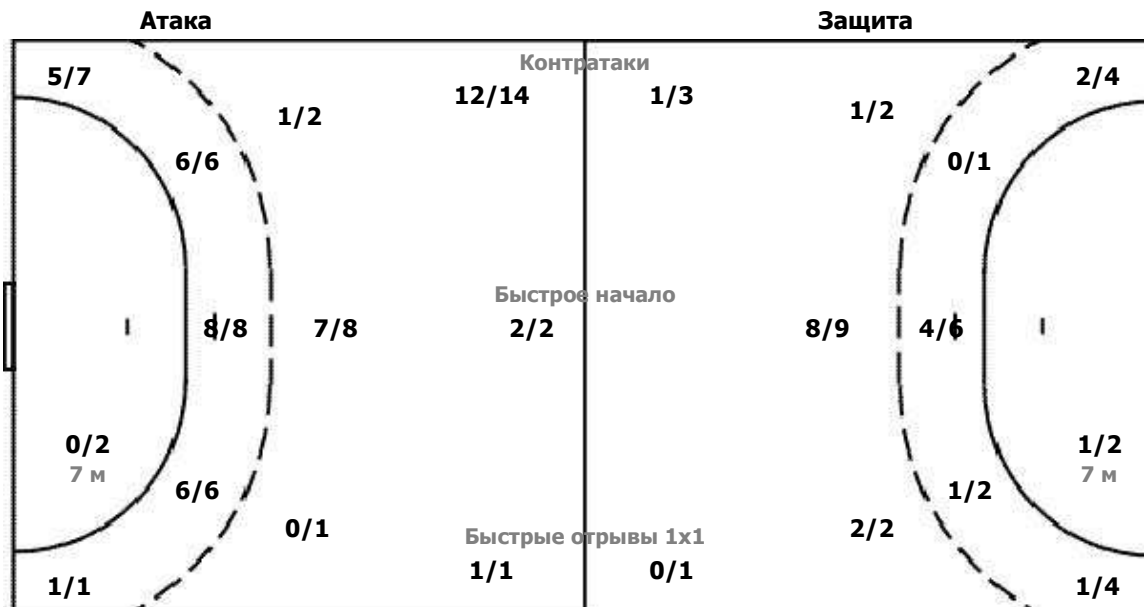 Атака Защита
Контратаки
5/7 12/14 1/3 2/4
1/2 1/2
6/6 0/1
Быстрое начало
8/8 7/8 2/2 8/9 4/6
0/2 1/2
7 м 7 м
6/6 1/2
0/1 Быстрые отрывы 1x1 2/2
1/1 1/1 0/1 1/4